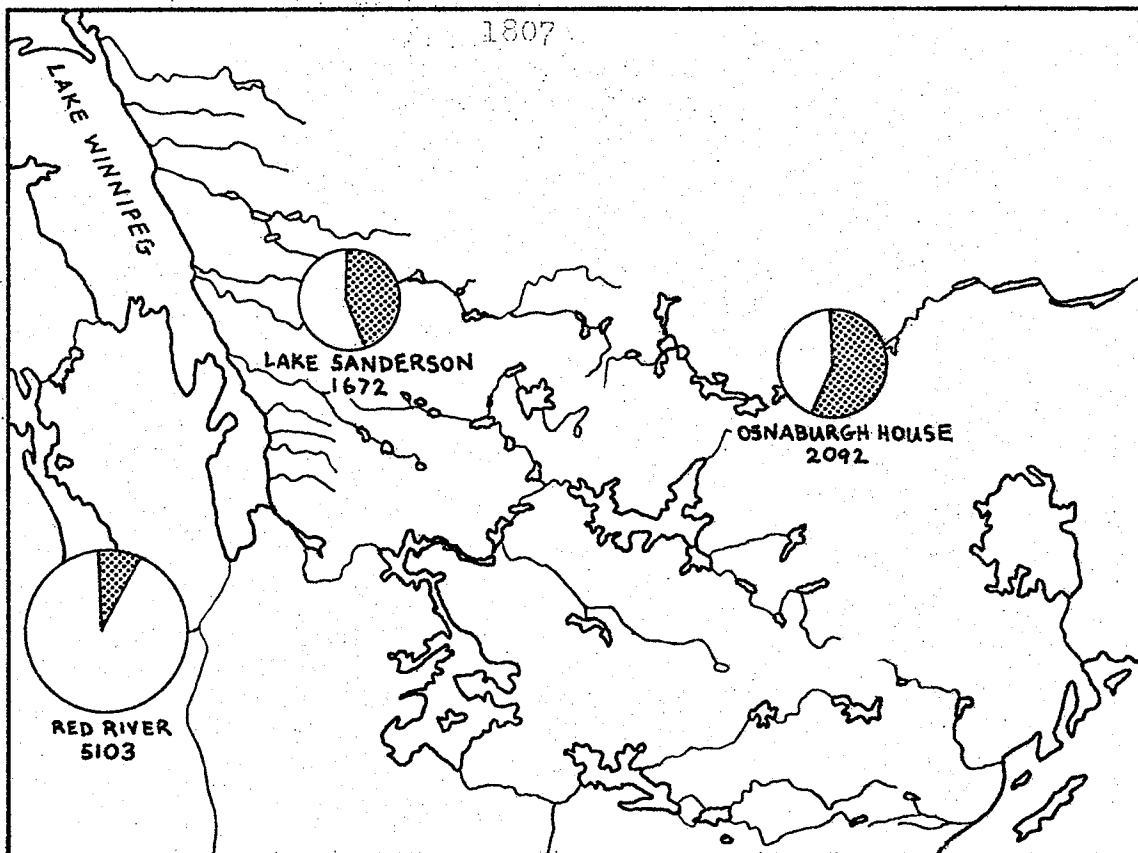 1807
LAKE WINNIPEG
LAKE SANDERSON
1672
OSNABURGH HOUSE
2092
RED RIVER
5103